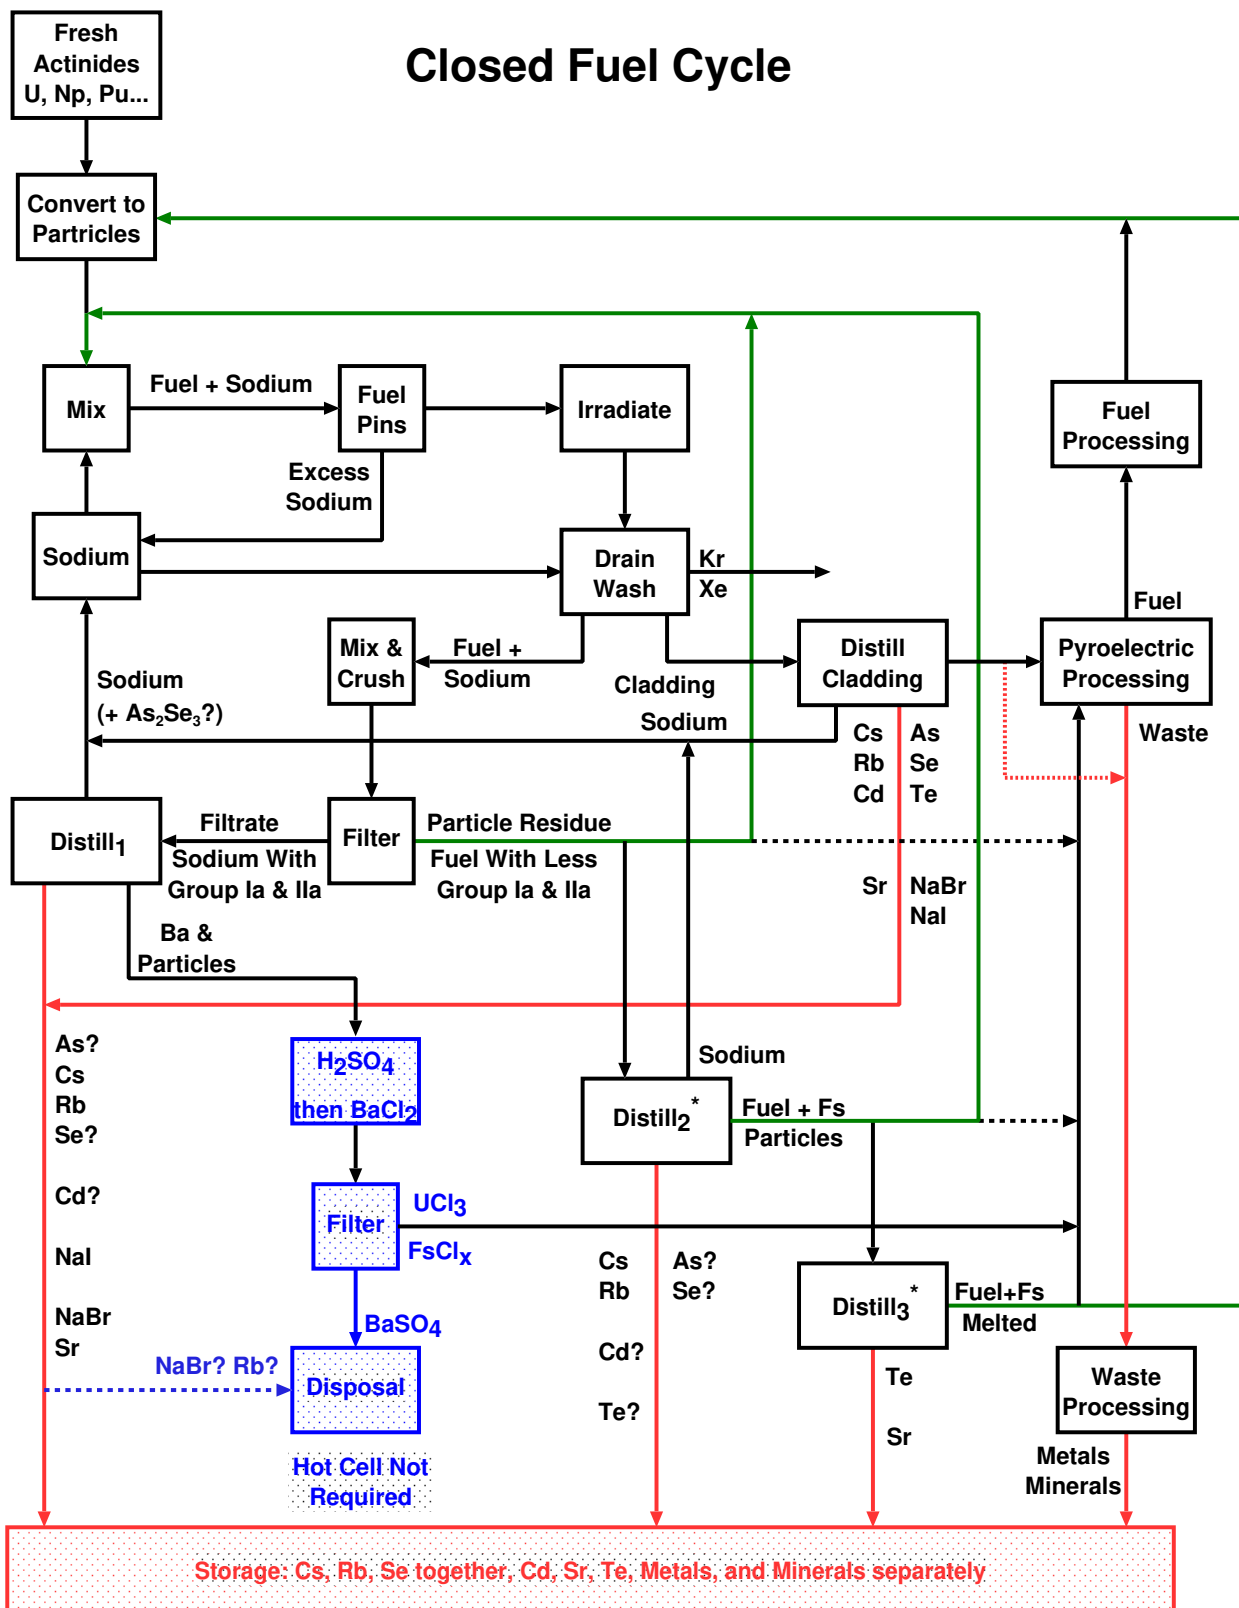 Closed Fuel Cycle
Fresh
Actinides
U, Np, Pu...
Convert to
Partricles
Mix
Fuel + Sodium
Fuel
Pins
Irradiate
Fuel
Processing
Excess
Sodium
Sodium
Drain
Wash
Kr
Xe
Fuel
Mix &
Crush
Fuel +
Sodium
Cladding
Distill
Cladding
Pyroelectric
Processing
Sodium
(+ As₂Se₃?)
Sodium
Cs
Rb
Cd
As
Se
Te
Waste
Distill₁
Filtrate
Sodium With
Group Ia & IIa
Filter
Particle Residue
Fuel With Less
Group Ia & IIa
Sr
NaBr
NaI
Ba &
Particles
As?
Cs
Rb
Se?
Cd?
NaI
NaBr
Sr
H₂SO₄
then BaCl₂
Sodium
Distill₂*
Fuel + Fs
Particles
Filter
UCl₃
FsClₓ
Cs
Rb
As?
Se?
Cd?
Te?
Distill₃*
Fuel+Fs
Melted
BaSO₄
NaBr? Rb?
Disposal
Te
Sr
Waste
Processing
Hot Cell Not
Required
Metals
Minerals
Storage: Cs, Rb, Se together, Cd, Sr, Te, Metals, and Minerals separately